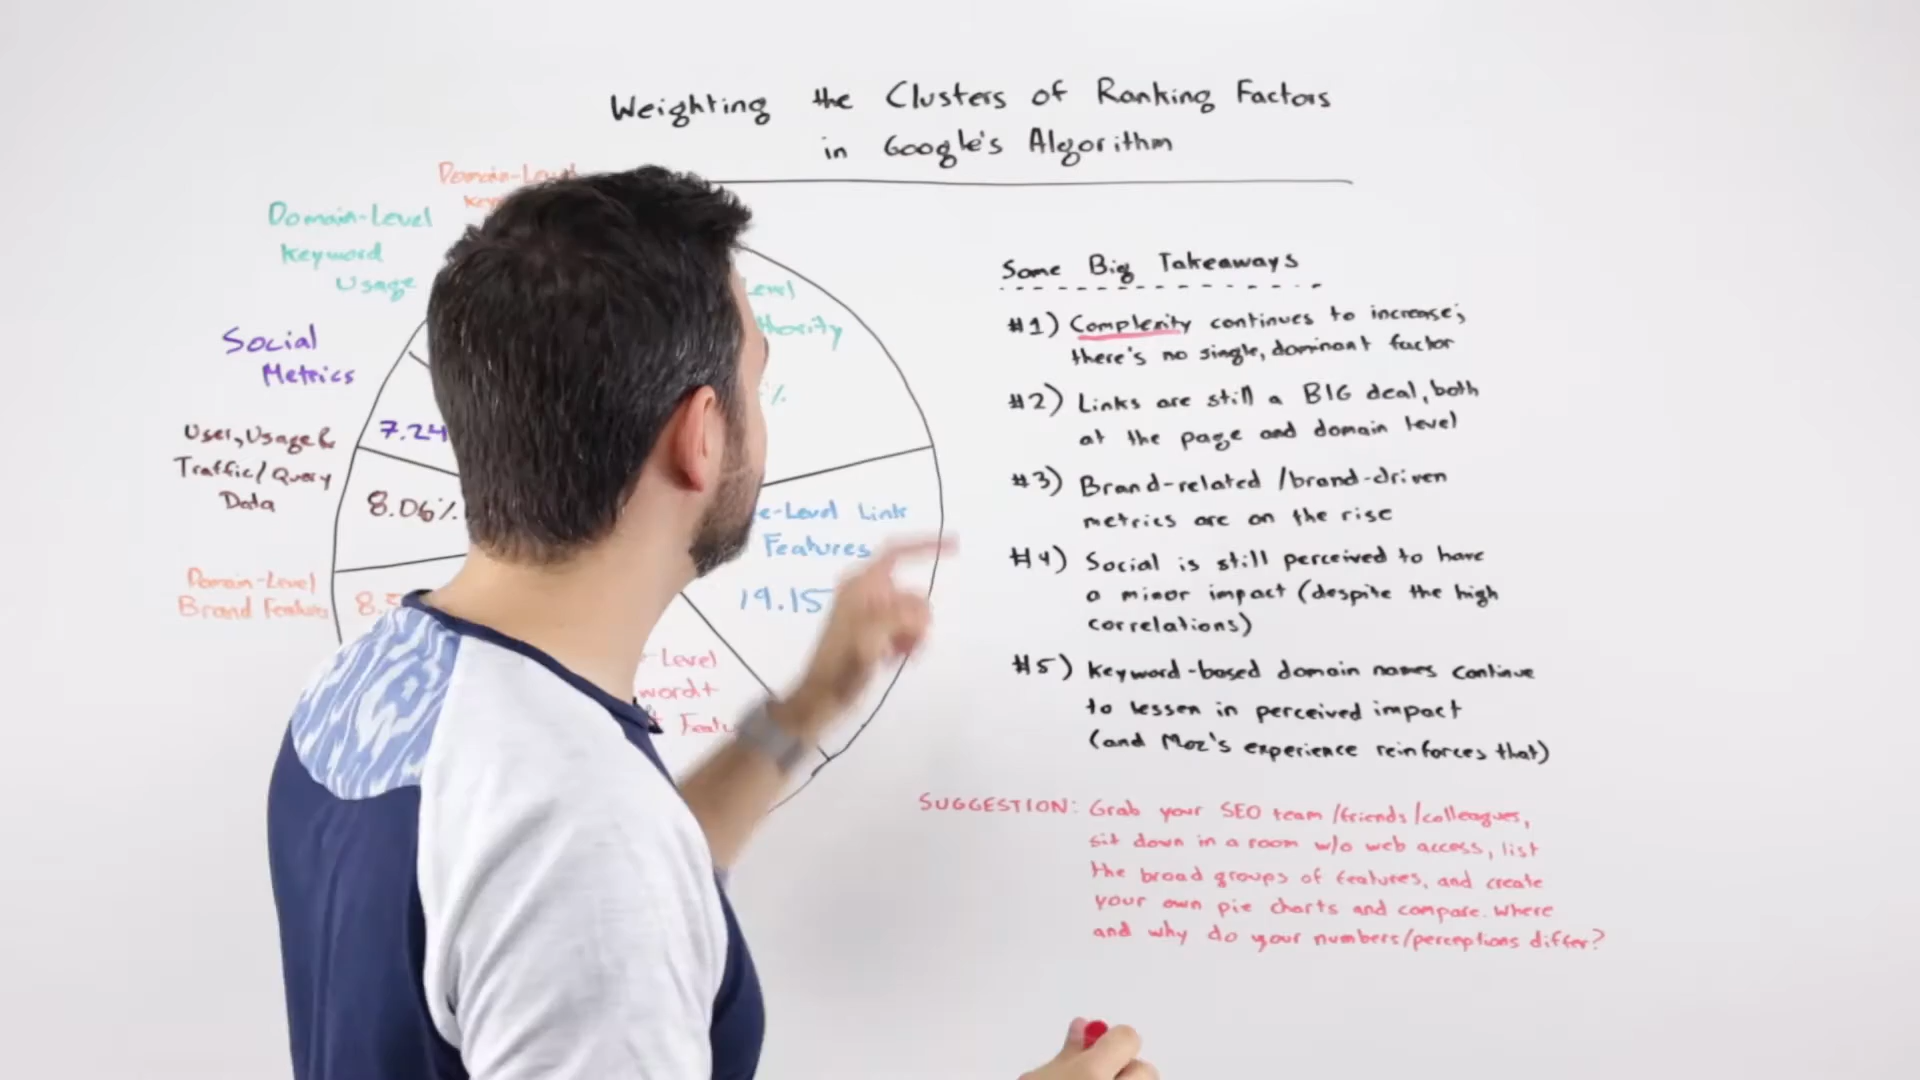 Weighting the Clusters of Ranking Factors
in Google's Algorithm
Domain-Level
Domain-Level
Keyword
Usage
Social
Metrics
7.24
User, Usage &
Traffic/Query
Data
8.06%
Domain-Level
Brand Features
8.
Level
thority
%
e-Level Link
Features
19.15
-Level
word+
Some Big Takeaways
#1) Complexity continues to increase;
there's no single, dominant factor
#2) Links are still a BIG deal, both
at the page and domain level
#3) Brand-related/brand-driven
metrics are on the rise
#4) Social is still perceived to have
a minor impact (despite the high
correlations)
#5) Keyword-based domain names continue
to lessen in perceived impact
(and Moz's experience reinforces that)
SUGGESTION: Grab your SEO team/friends/colleagues,
sit down in a room w/o web access, list
the broad groups of features, and create
your own pie charts and compare. Where
and why do your numbers/perceptions differ?